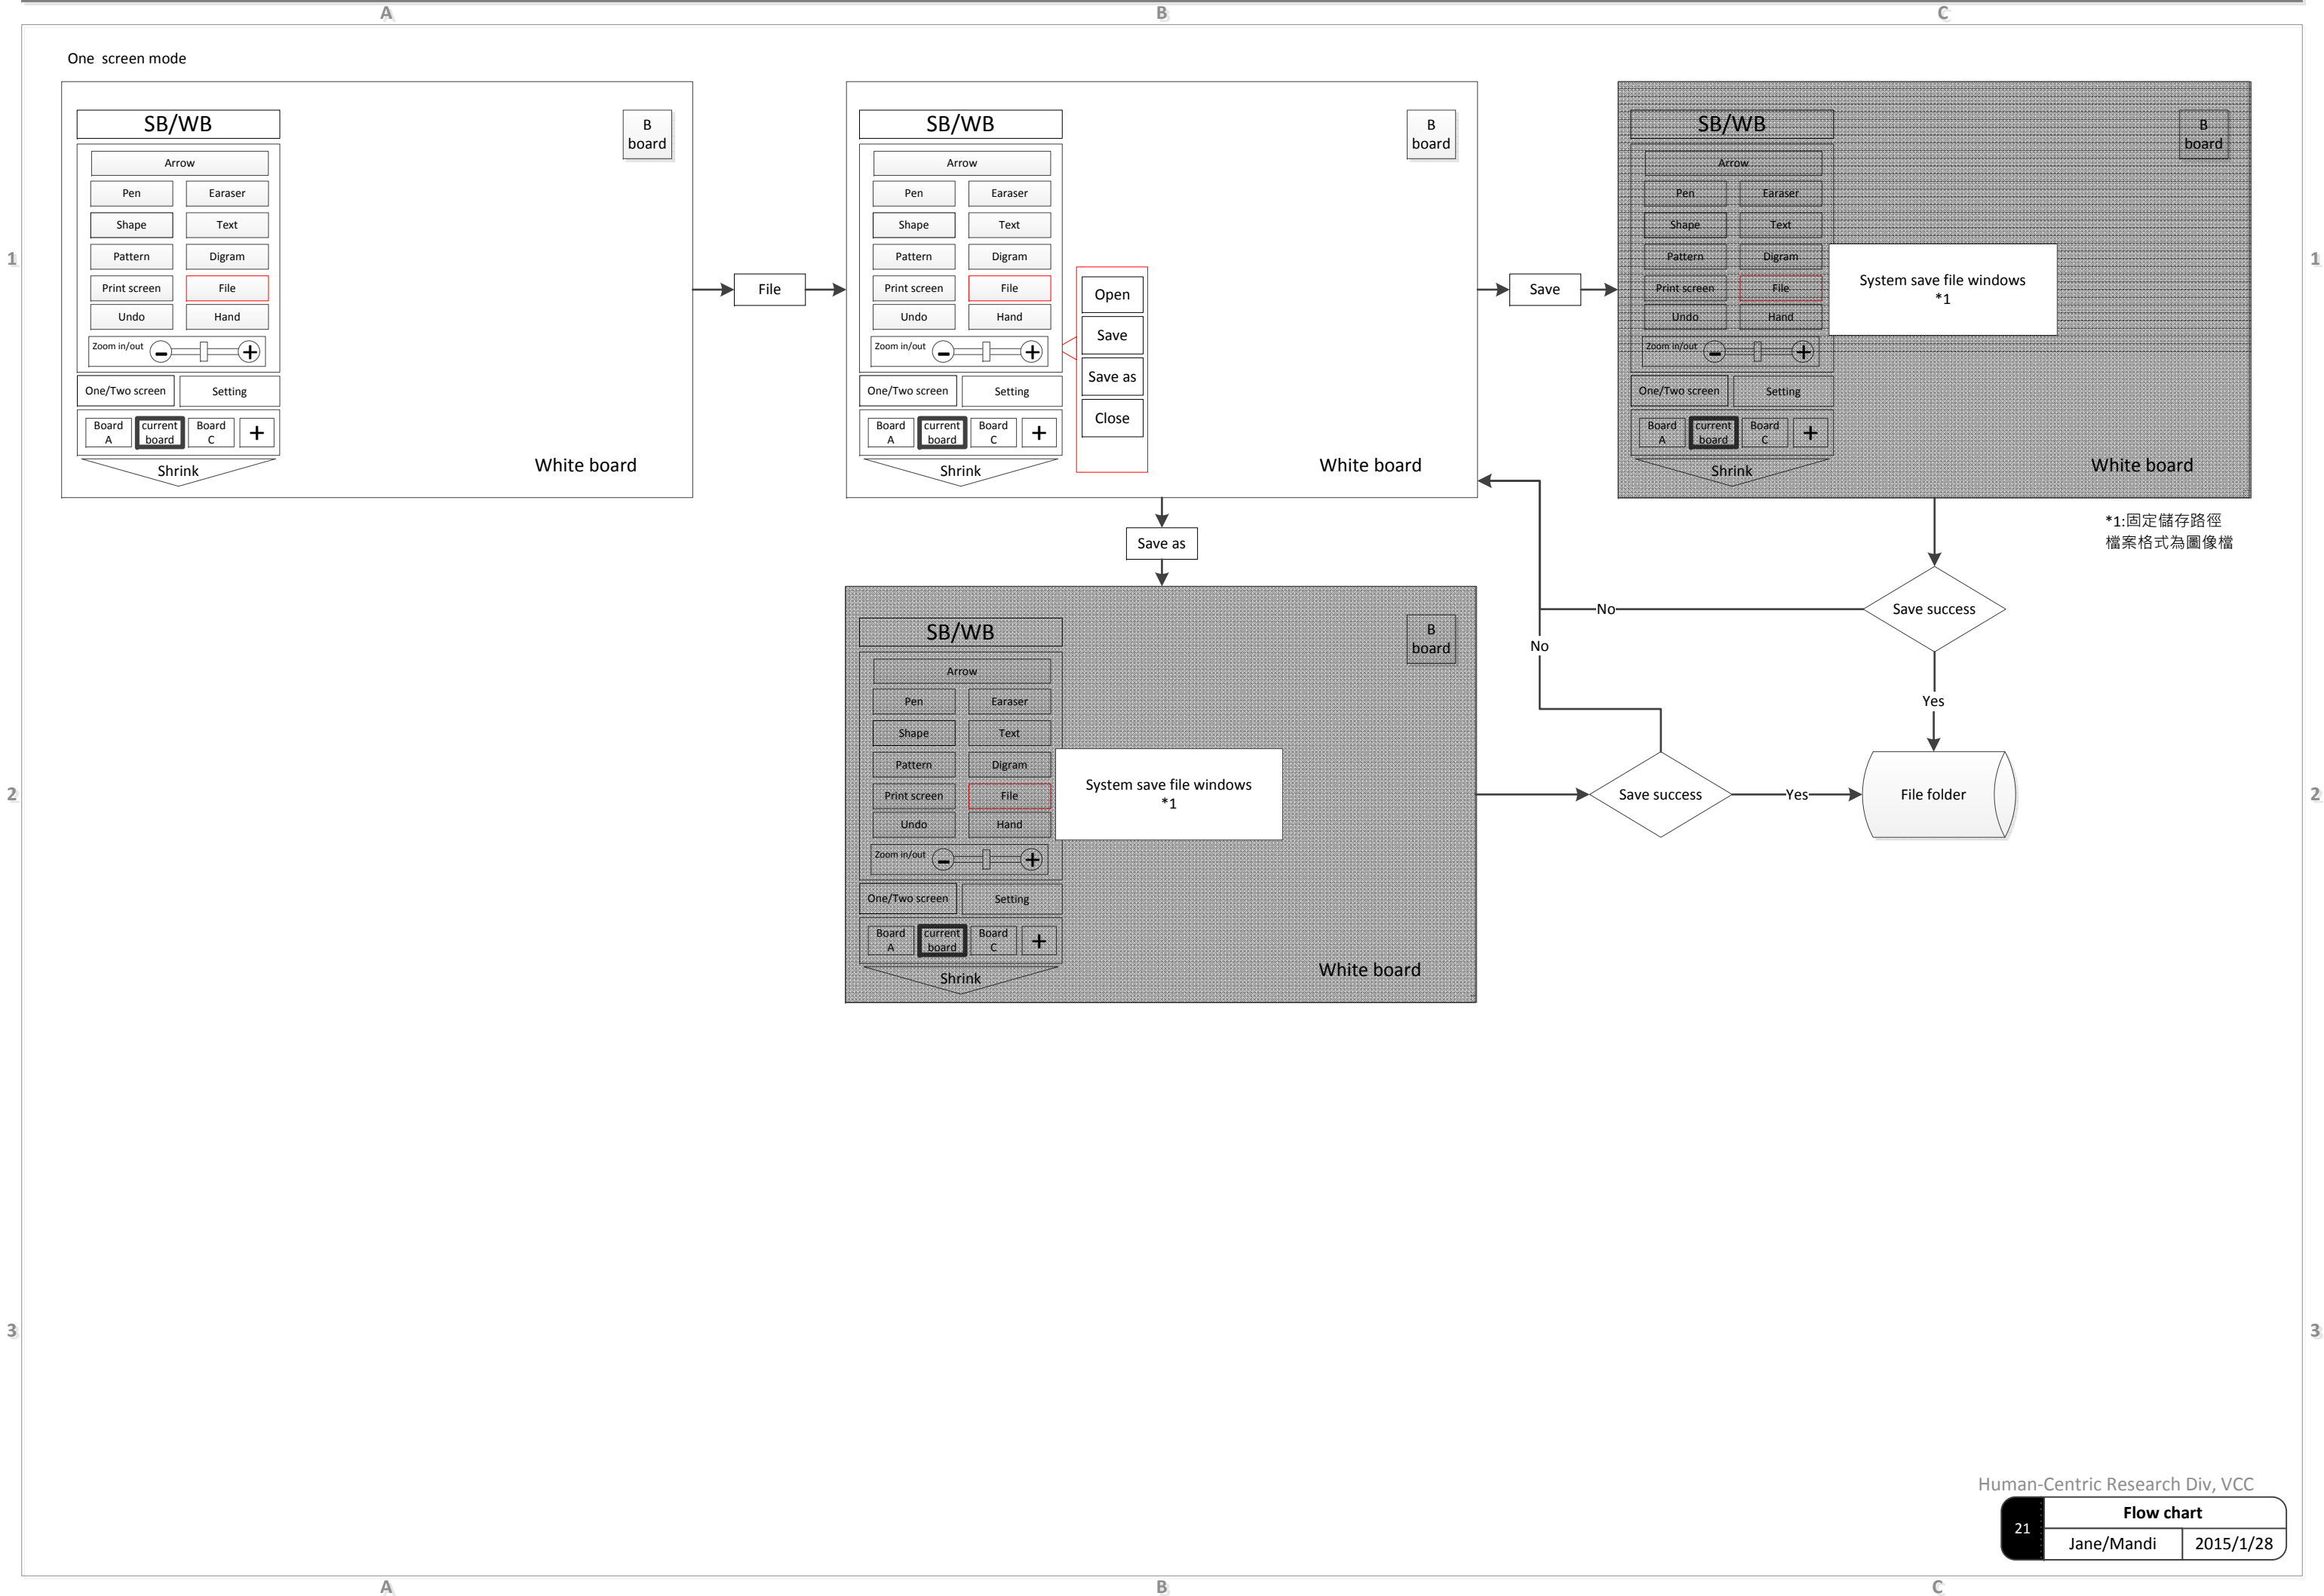 A
B
C
One screen mode
SB/WB
B
board
Arrow
Pen
Earaser
Shape
Text
Pattern
Digram
Print screen
File
Undo
Hand
Zoom in/out
One/Two screen
Setting
Board
A
current
board
Board
C
+
Shrink
White board
File
SB/WB
B
board
Arrow
Pen
Earaser
Shape
Text
Pattern
Digram
Print screen
File
Undo
Hand
Zoom in/out
One/Two screen
Setting
Board
A
current
board
Board
C
+
Shrink
Open
Save
Save as
Close
White board
Save
SB/WB
B
board
Arrow
Pen
Earaser
Shape
Text
Pattern
Digram
Print screen
File
Undo
Hand
Zoom in/out
One/Two screen
Setting
Board
A
current
board
Board
C
+
Shrink
System save file windows
*1
White board
1
1
*1:固定儲存路徑
檔案格式為圖像檔
Save as
SB/WB
B
board
Arrow
Pen
Earaser
Shape
Text
Pattern
Digram
Print screen
File
Undo
Hand
Zoom in/out
One/Two screen
Setting
Board
A
current
board
Board
C
+
Shrink
System save file windows
*1
White board
No
Save success
No
Yes
Save success
Yes
File folder
2
2
3
3
Human-Centric Research Div, VCC
21
Flow chart
Jane/Mandi
2015/1/28
A
B
C